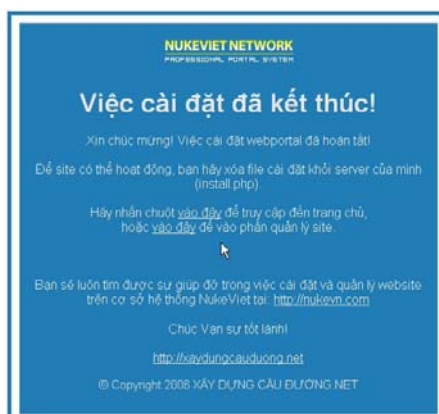 NUKEVIET NETWORK
PROFESSIONAL PORTAL SYSTEM
Việc cài đặt đã kết thúc!
Xin chúc mừng! Việc cài đặt webportal đã hoàn tất!
Để site có thể hoạt động, bạn hãy xóa file cài đặt khỏi server của mình
(install.php).
Hãy nhấn chuột vào đây để truy cập đến trang chủ,
hoặc vào đây để vào phần quản lý site.
Bạn sẽ luôn tìm được sự giúp đỡ trong việc cài đặt và quản lý website
trên cơ sở hệ thống NukeViet tại: http://nukevn.com
Chúc Vạn sự tốt lành!
http://xaydungcauduong.net
© Copyright 2006 XÂY DỰNG CẦU ĐƯỜNG NET